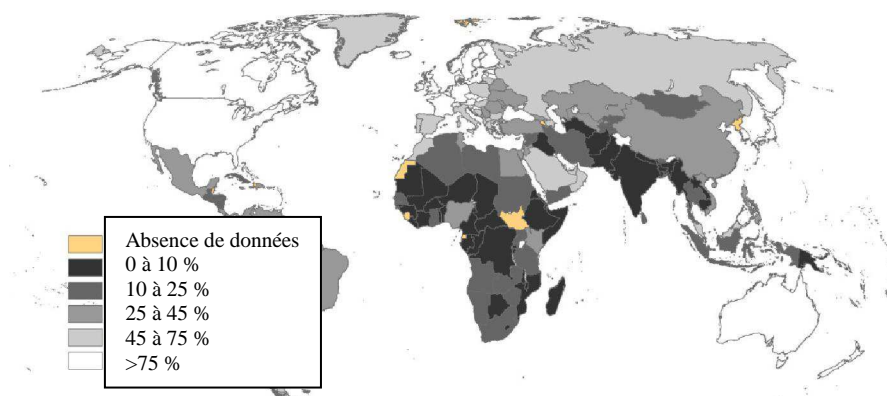 Absence de données
0 à 10 %
10 à 25 %
25 à 45 %
45 à 75 %
>75 %